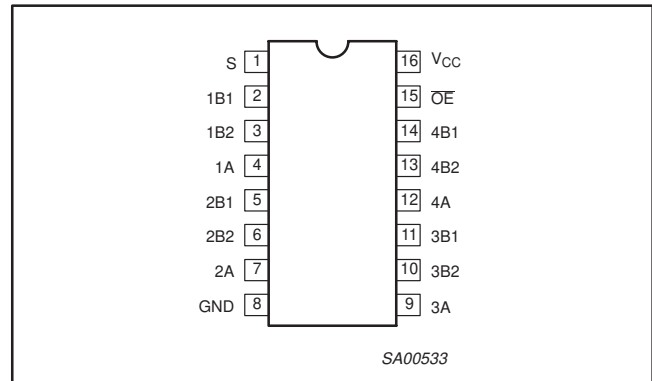 S 1 16 VCC
1B1 2 15 OE
1B2 3 14 4B1
1A 4 13 4B2
2B1 5 12 4A
2B2 6 11 3B1
2A 7 10 3B2
GND 8 9 3A
SA00533